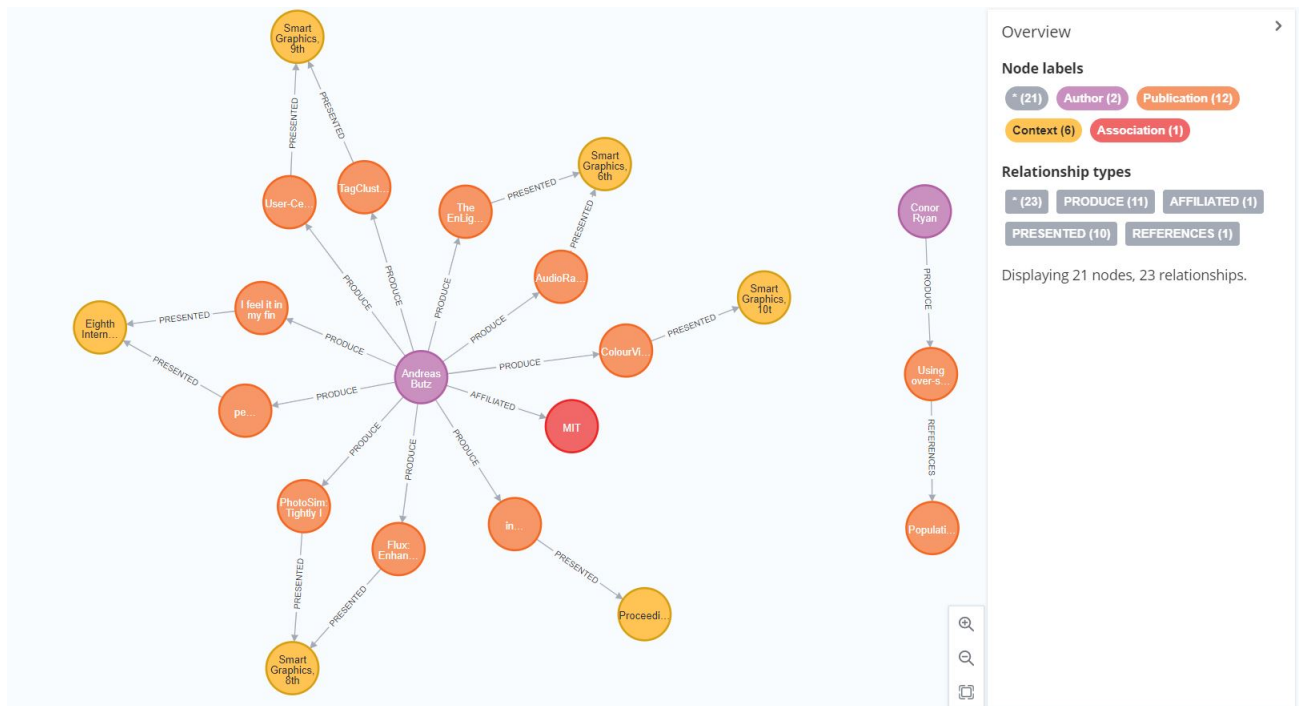 Smart
Graphics,
9th
PRESENTED
PRESENTED
User-Ce...
TagClust...
The
EnLig...
PRESENTED
Smart
Graphics,
6th
PRESENTED
AudioRa...
PRODUCE
PRODUCE
PRODUCE
PRODUCE
I feel it in
my fin
PRESENTED
Eighth
Intern...
PRESENTED
pe...
PRODUCE
PRODUCE
Andreas
Butz
PRODUCE
ColourVi...
PRESENTED
Smart
Graphics,
10t
AFFILIATED
MIT
PRODUCE
PRODUCE
PRODUCE
PhotoSim:
Tightly I
Flux:
Enhan...
in...
PRESENTED
PRESENTED
PRESENTED
Smart
Graphics,
8th
Proceedi...
Conor
Ryan
PRODUCE
Using
over-s...
REFERENCES
Populati...
Overview
Node labels
* (21) Author (2) Publication (12)
Context (6) Association (1)
Relationship types
* (23) PRODUCE (11) AFFILIATED (1)
PRESENTED (10) REFERENCES (1)
Displaying 21 nodes, 23 relationships.